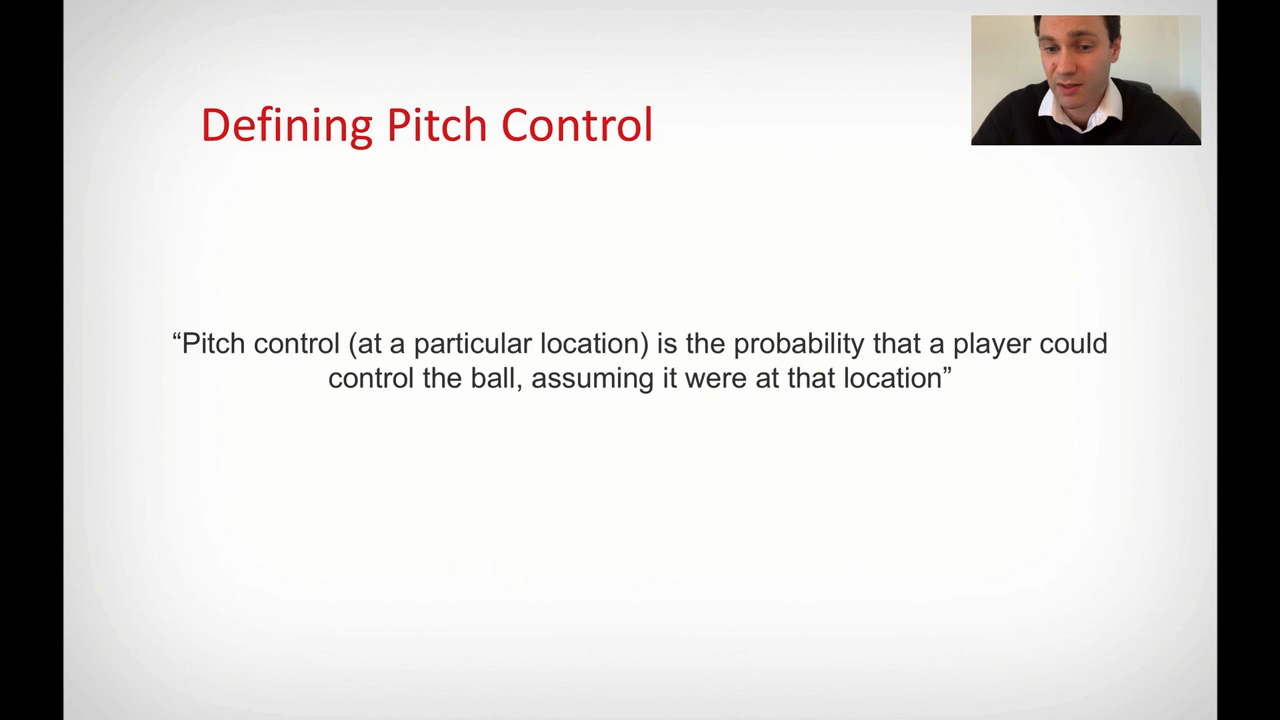 Defining Pitch Control
“Pitch control (at a particular location) is the probability that a player could
control the ball, assuming it were at that location”